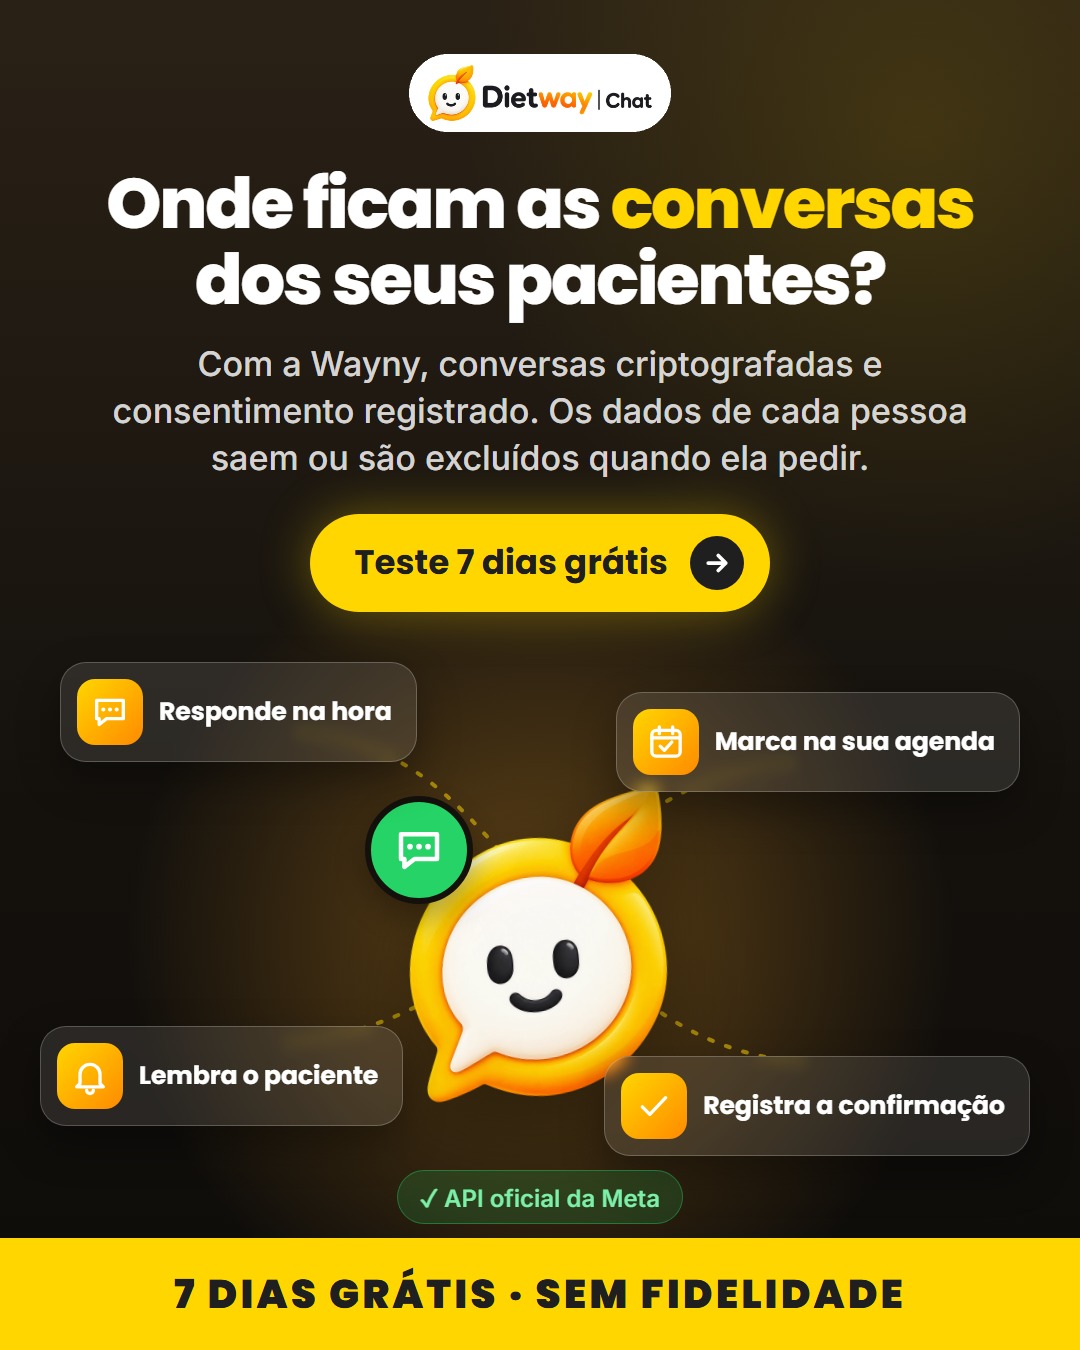 Dietway | Chat
Onde ficam as conversas
dos seus pacientes?
Com a Wayny, conversas criptografadas e
consentimento registrado. Os dados de cada pessoa
saem ou são excluídos quando ela pedir.
Teste 7 dias grátis
Responde na hora
Marca na sua agenda
Lembra o paciente
Registra a confirmação
✓ API oficial da Meta
7 DIAS GRÁTIS · SEM FIDELIDADE